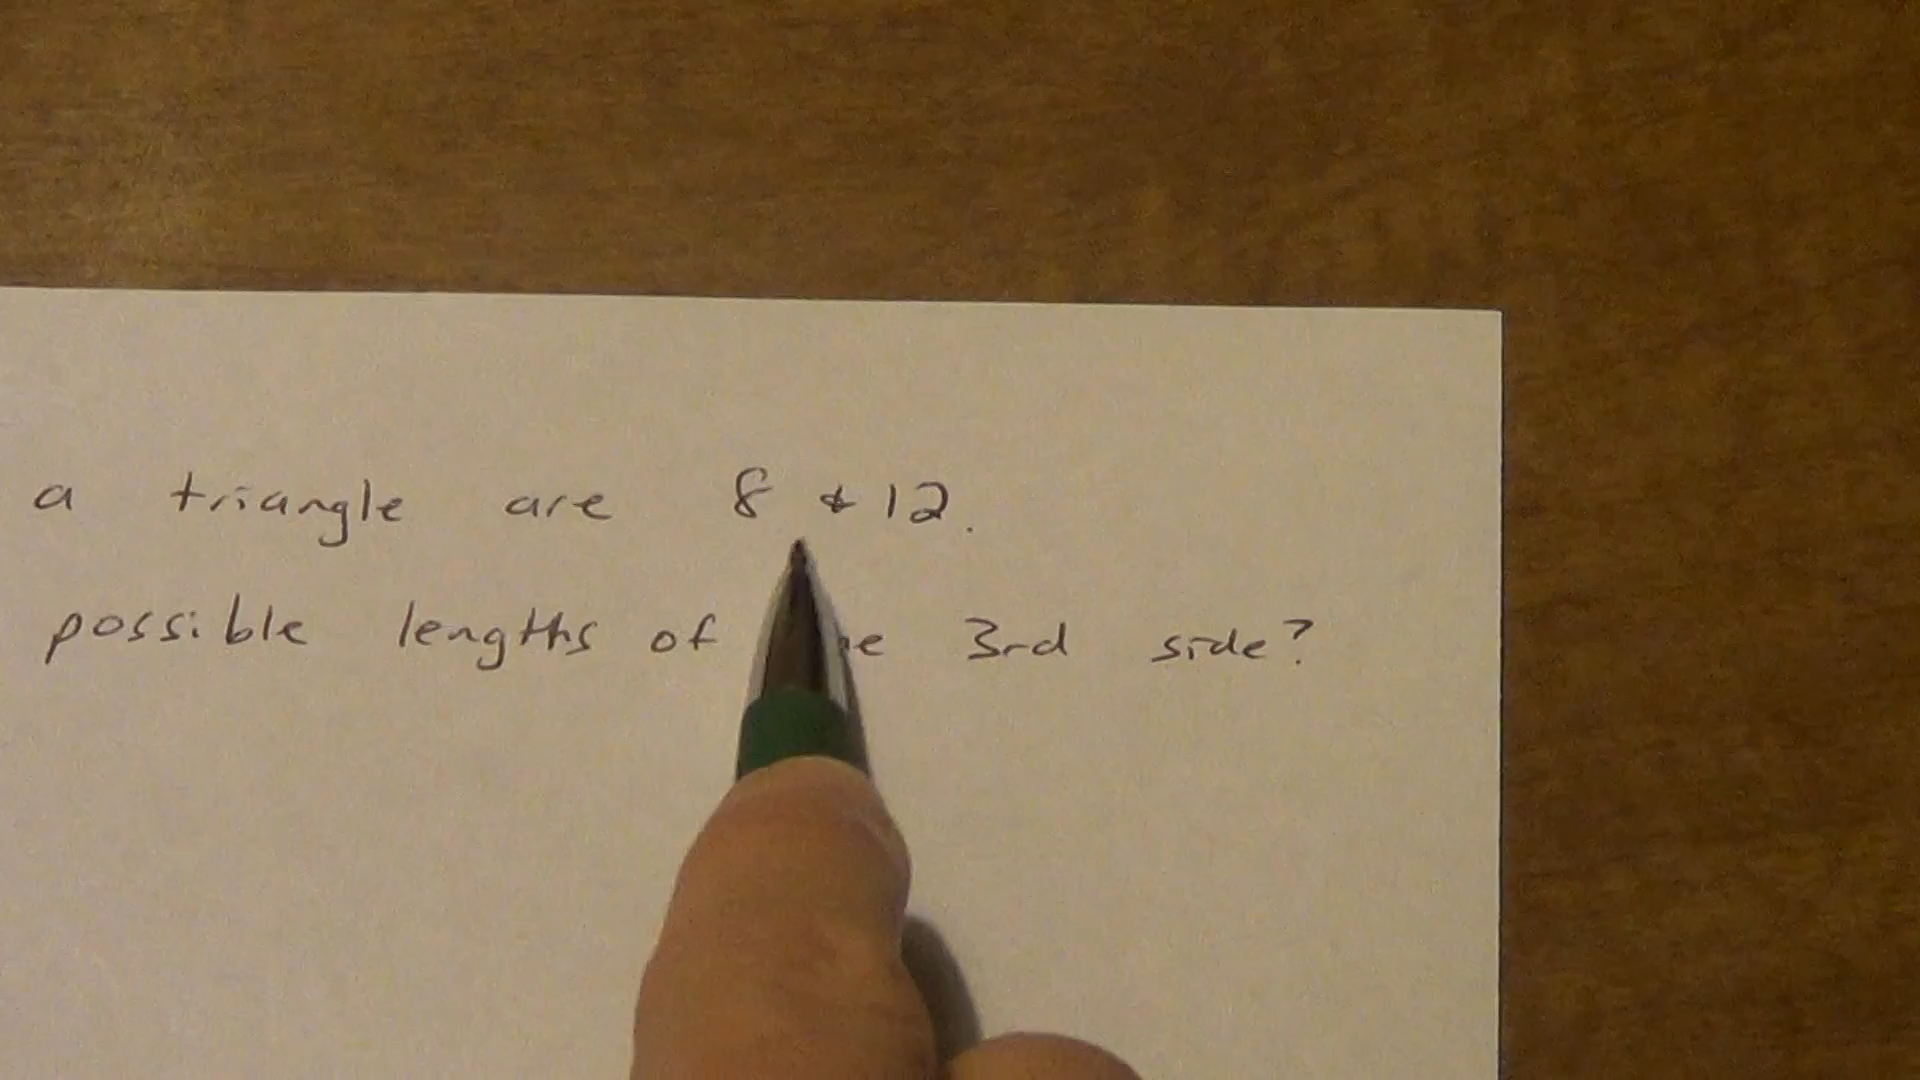 a triangle are 8 & 12.
possible lengths of 3rd side?